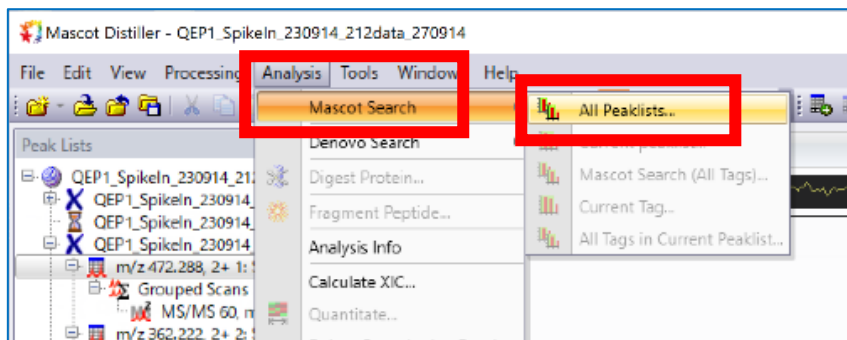 Mascot Distiller - QEP1_SpikeIn_230914_212data_270914
File Edit View Processing Analysis Tools Window Help
Mascot Search
All Peaklists...
Peak Lists
Denovo Search
Current peaklist...
QEP1_SpikeIn_230914_21
Digest Protein...
Mascot Search (All Tags)...
QEP1_SpikeIn_230914_
Fragment Peptide...
Current Tag...
QEP1_SpikeIn_230914_
Analysis Info
All Tags in Current Peaklist...
QEP1_SpikeIn_230914_
m/z 472.288, 2+ 1:
Calculate XIC...
Grouped Scans
Quantitate...
MS/MS 60, m
m/z 362.222, 2+ 2: